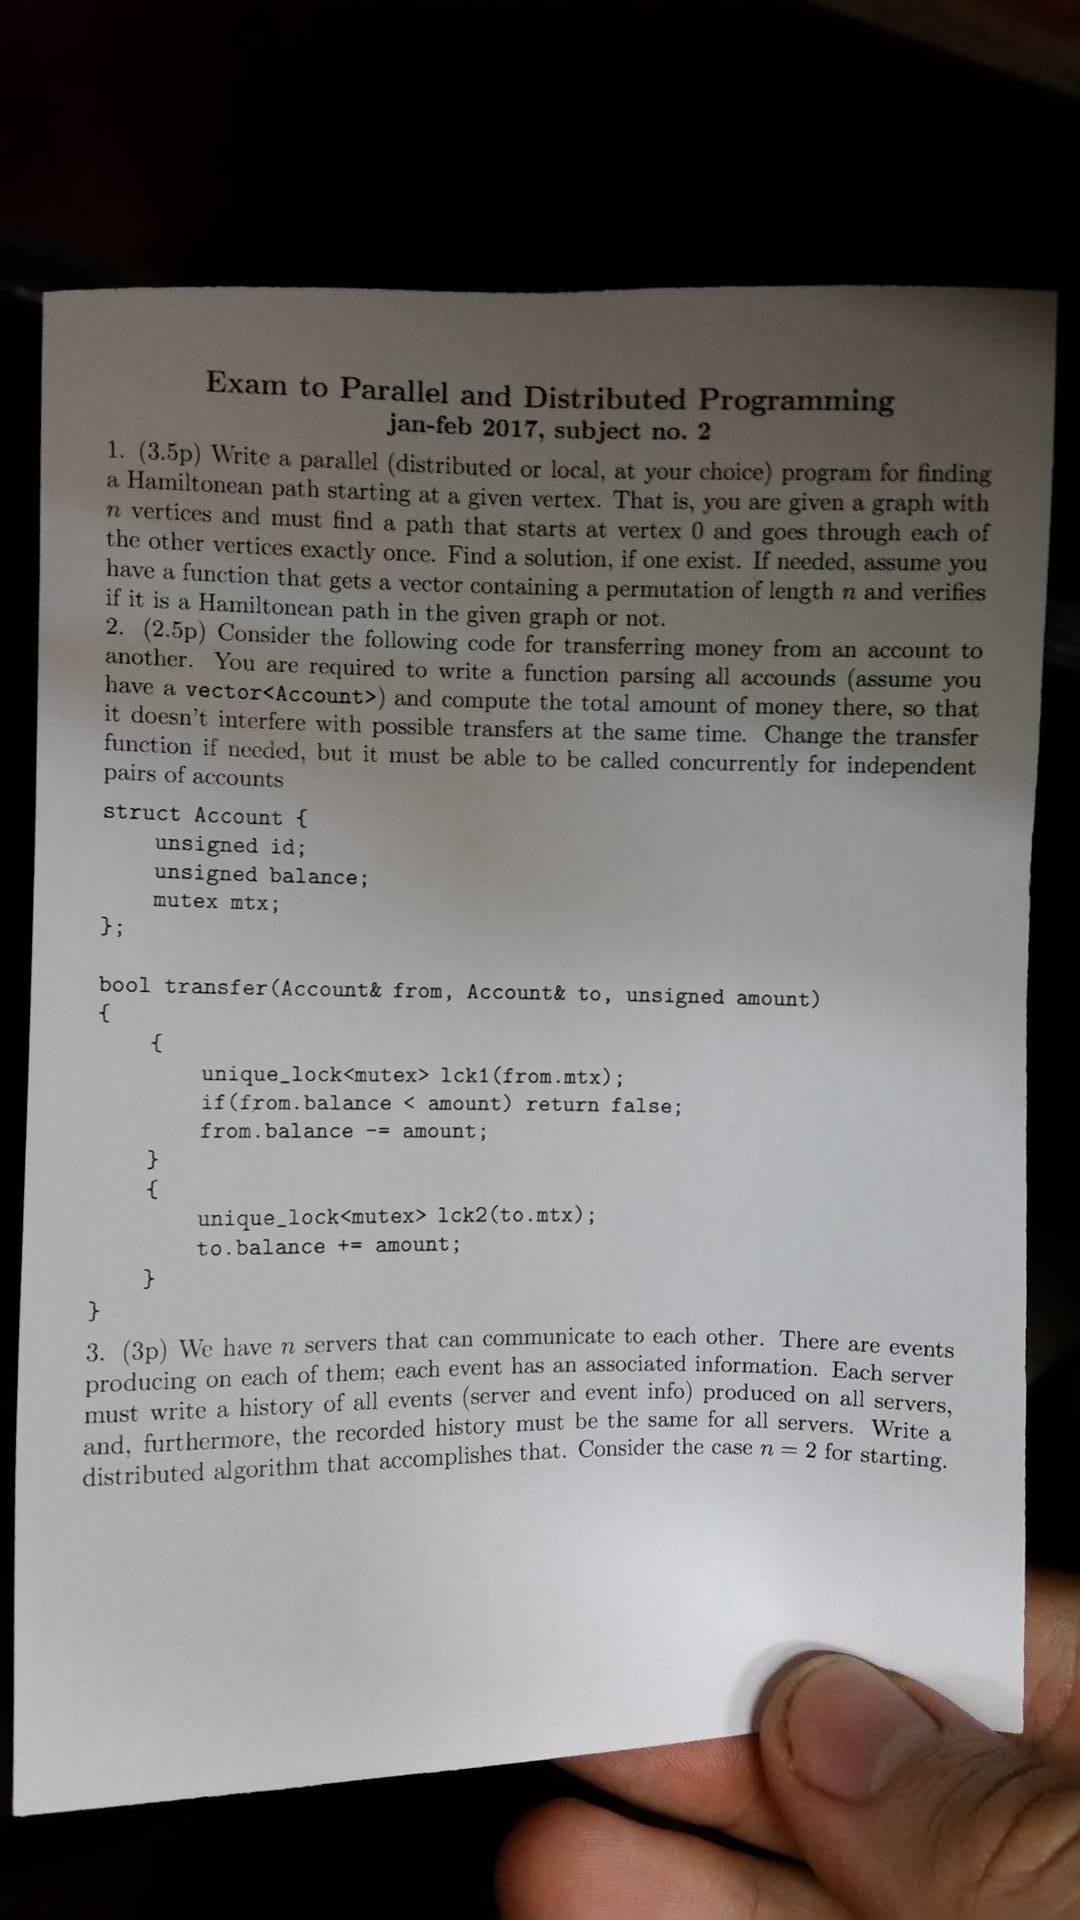 Exam to Parallel and Distributed Programming
jan-feb 2017, subject no. 2
1. (3.5p) Write a parallel (distributed or local, at your choice) program for finding
a Hamiltonean path starting at a given vertex. That is, you are given a graph with
n vertices and must find a path that starts at vertex 0 and goes through each of
the other vertices exactly once. Find a solution, if one exist. If needed, assume you
have a function that gets a vector containing a permutation of length n and verifies
if it is a Hamiltonean path in the given graph or not.
2. (2.5p) Consider the following code for transferring money from an account to
another. You are required to write a function parsing all accounds (assume you
have a vector<Account>) and compute the total amount of money there, so that
it doesn't interfere with possible transfers at the same time. Change the transfer
function if needed, but it must be able to be called concurrently for independent
pairs of accounts
struct Account {
unsigned id;
unsigned balance;
mutex mtx;
};
bool transfer(Account& from, Account& to, unsigned amount)
{
{
unique_lock<mutex> lck1(from.mtx);
if(from.balance < amount) return false;
from.balance -= amount;
}
{
unique_lock<mutex> lck2(to.mtx);
to.balance += amount;
}
}
3. (3p) We have n servers that can communicate to each other. There are events
producing on each of them; each event has an associated information. Each server
must write a history of all events (server and event info) produced on all servers,
and, furthermore, the recorded history must be the same for all servers. Write a
distributed algorithm that accomplishes that. Consider the case n = 2 for starting.